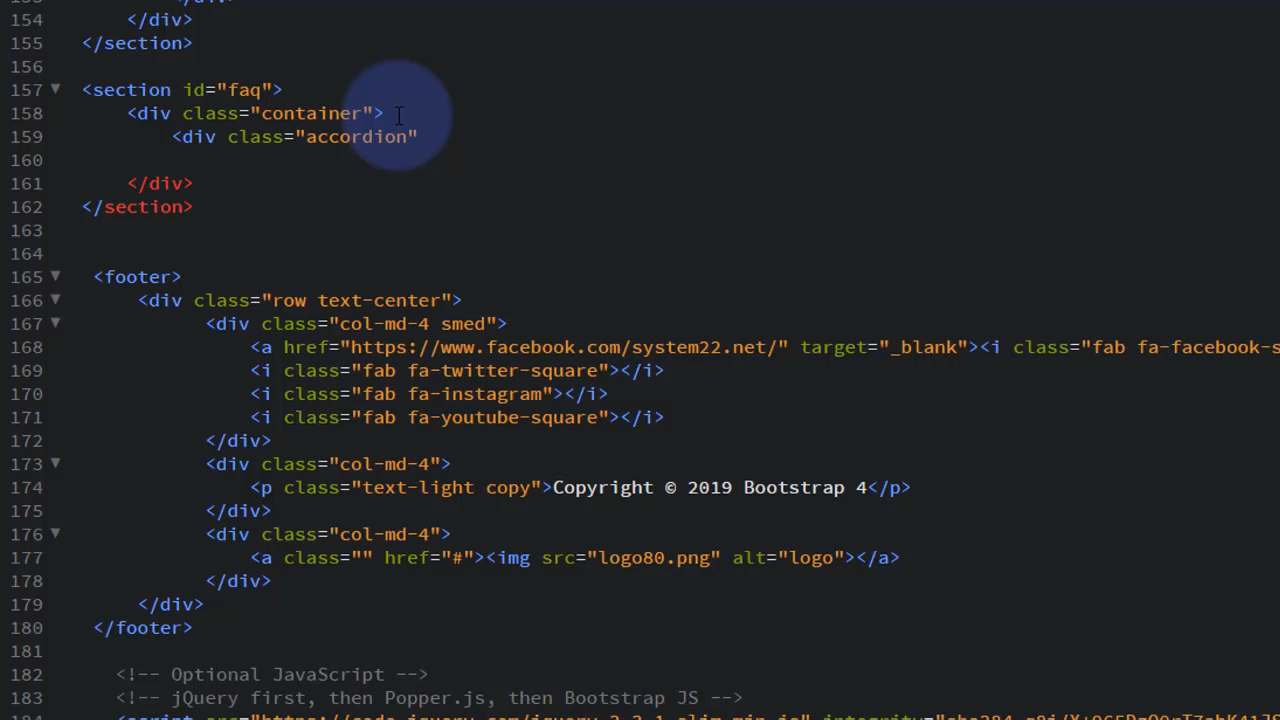 153 </div>
154 </div>
155 </section>
156
157 <section id="faq">
158 <div class="container">
159 <div class="accordion"
160
161 </div>
162 </section>
163
164
165 <footer>
166 <div class="row text-center">
167 <div class="col-md-4 smed">
168 <a href="https://www.facebook.com/system22.net/" target="_blank"><i class="fab fa-facebook-s
169 <i class="fab fa-twitter-square"></i>
170 <i class="fab fa-instagram"></i>
171 <i class="fab fa-youtube-square"></i>
172 </div>
173 <div class="col-md-4">
174 <p class="text-light copy">Copyright © 2019 Bootstrap 4</p>
175 </div>
176 <div class="col-md-4">
177 <a class="" href="#"><img src="logo80.png" alt="logo"></a>
178 </div>
179 </div>
180 </footer>
181
182 <!-- Optional JavaScript -->
183 <!-- jQuery first, then Popper.js, then Bootstrap JS -->